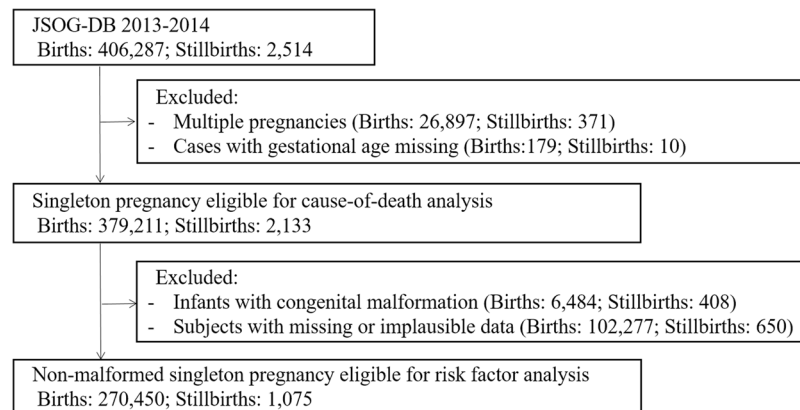 JSOG-DB 2013-2014
Births: 406,287; Stillbirths: 2,514
Excluded:
- Multiple pregnancies (Births: 26,897; Stillbirths: 371)
- Cases with gestational age missing (Births:179; Stillbirths: 10)
Singleton pregnancy eligible for cause-of-death analysis
Births: 379,211; Stillbirths: 2,133
Excluded:
- Infants with congenital malformation (Births: 6,484; Stillbirths: 408)
- Subjects with missing or implausible data (Births: 102,277; Stillbirths: 650)
Non-malformed singleton pregnancy eligible for risk factor analysis
Births: 270,450; Stillbirths: 1,075